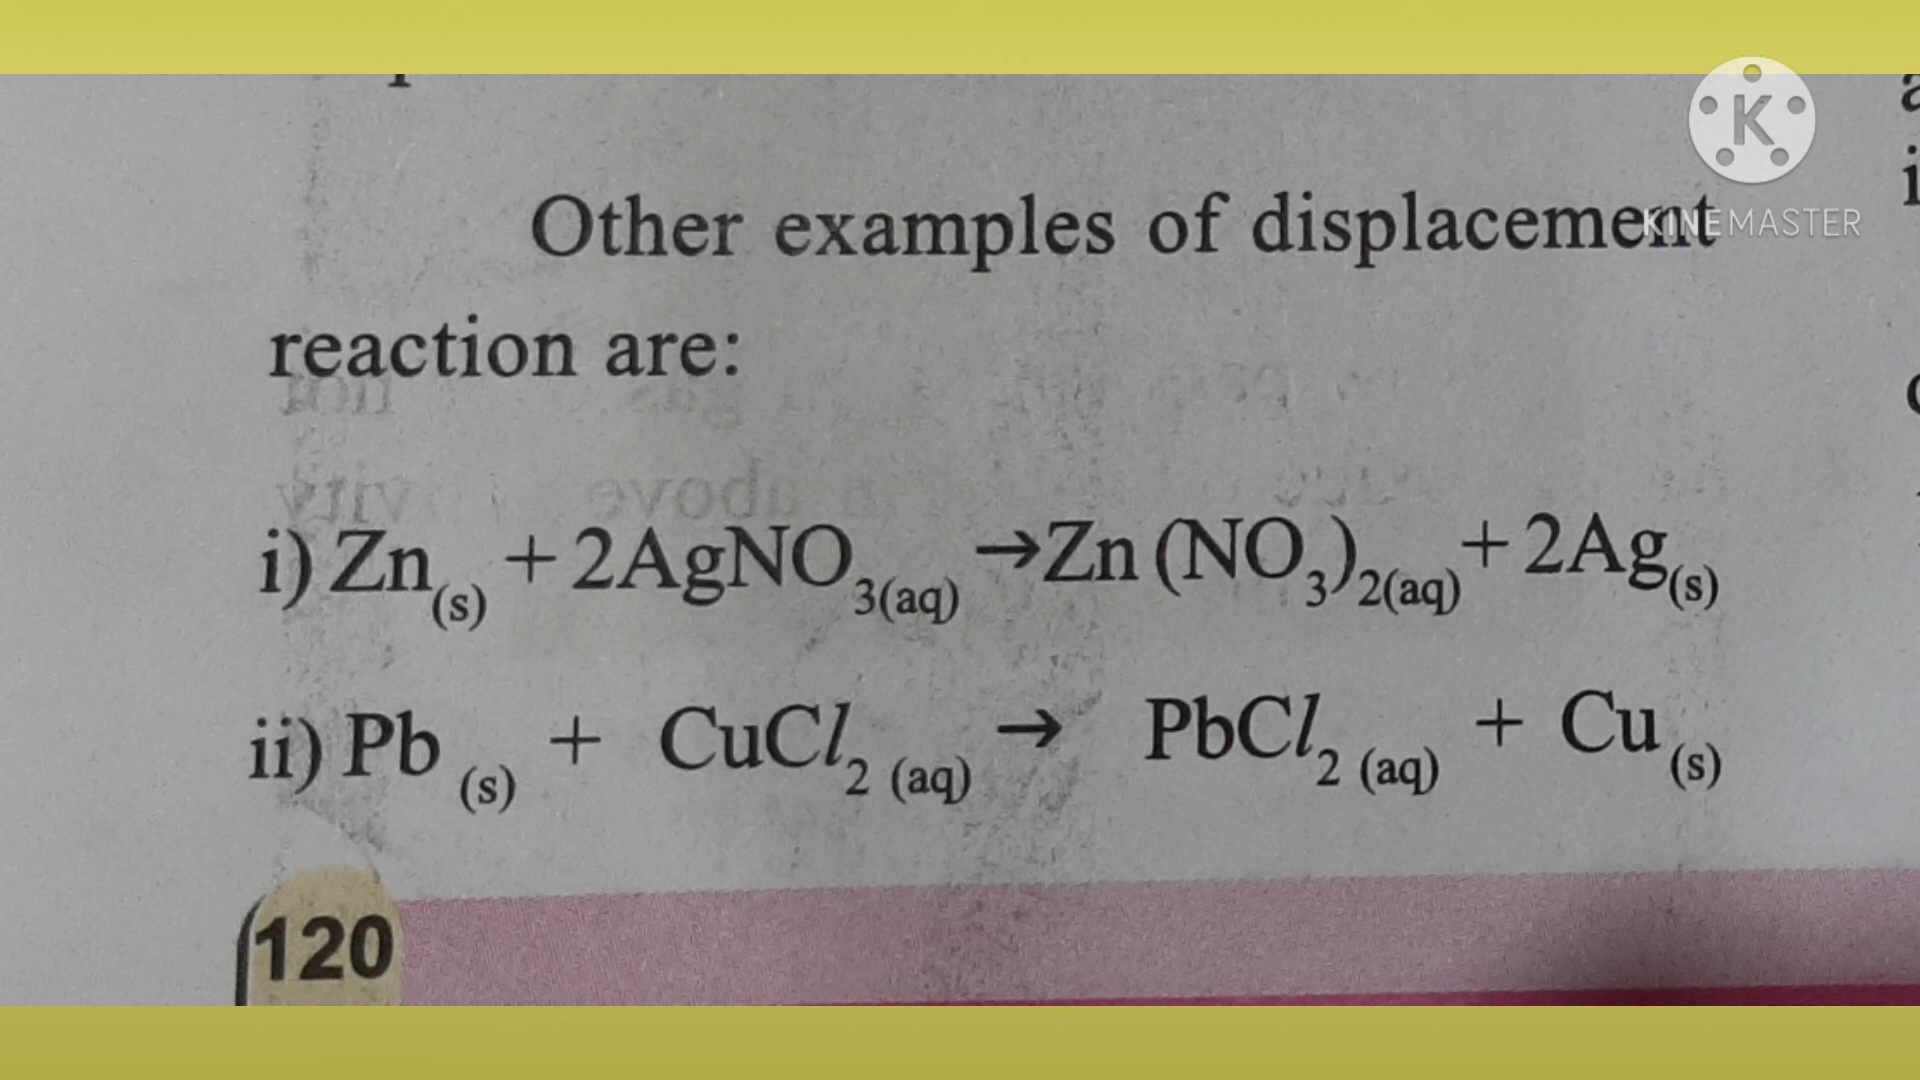 K
KINEMASTER
Other examples of displacement
reaction are:
i) Zn(s) + 2AgNO3(aq) →Zn (NO3)2(aq) + 2Ag(s)
ii) Pb (s) + CuCl2 (aq) → PbCl2 (aq) + Cu (s)
120